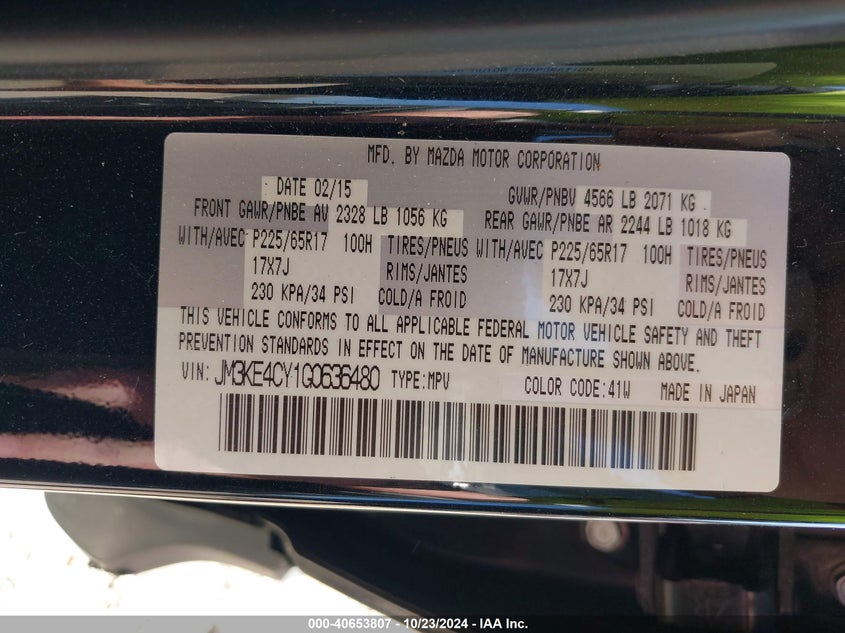 MFD. BY MAZDA MOTOR CORPORATION
DATE 02/15 GVWR/PNBV 4566 LB 2071 KG
FRONT GAWR/PNBE AV 2328 LB 1056 KG REAR GAWR/PNBE AR 2244 LB 1018 KG
WITH/AVEC P225/65R17 100H TIRES/PNEUS WITH/AVEC P225/65R17 100H TIRES/PNEUS
17X7J RIMS/JANTES 17X7J RIMS/JANTES
230 KPA/34 PSI COLD/A FROID 230 KPA/34 PSI COLD/A FROID
THIS VEHICLE CONFORMS TO ALL APPLICABLE FEDERAL MOTOR VEHICLE SAFETY AND THEFT
PREVENTION STANDARDS IN EFFECT ON THE DATE OF MANUFACTURE SHOWN ABOVE.
VIN: JM3KE4CY1G0636480 TYPE:MPV COLOR CODE:41W MADE IN JAPAN
000-40653807 - 10/23/2024 - IAA Inc.